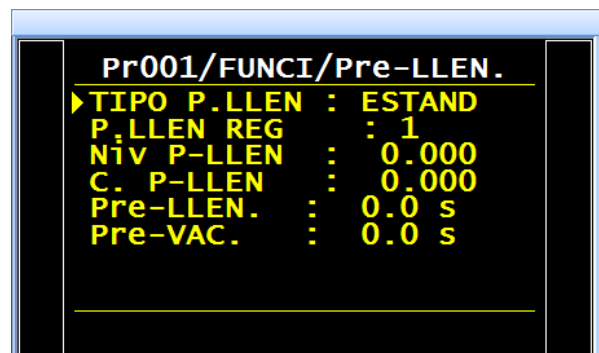 Pr001/FUNCI/Pre-LLEN.
TIPO P.LLEN : ESTAND
P.LLEN REG : 1
Niv P-LLEN : 0.000
C. P-LLEN : 0.000
Pre-LLEN. : 0.0 s
Pre-VAC. : 0.0 s